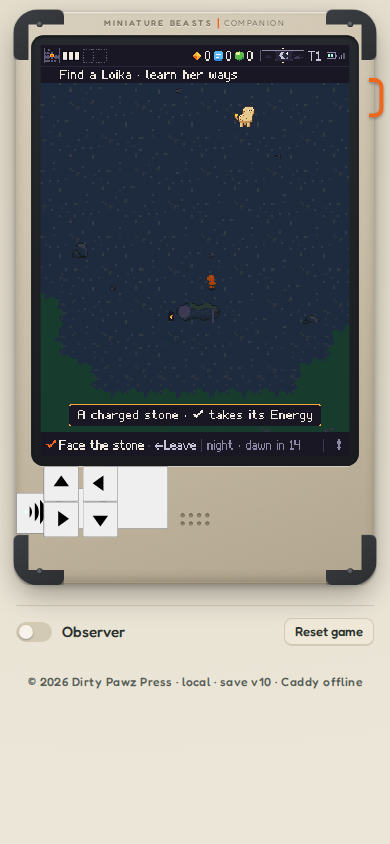 MINIATURE BEASTS | COMPANION
0 0 0 T1
Find a Loika · learn her ways
A charged stone · ✓ takes its Energy
✓Face the stone · ←Leave | night · dawn in 14
Observer
Reset game
© 2026 Dirty Pawz Press · local · save v10 · Caddy offline